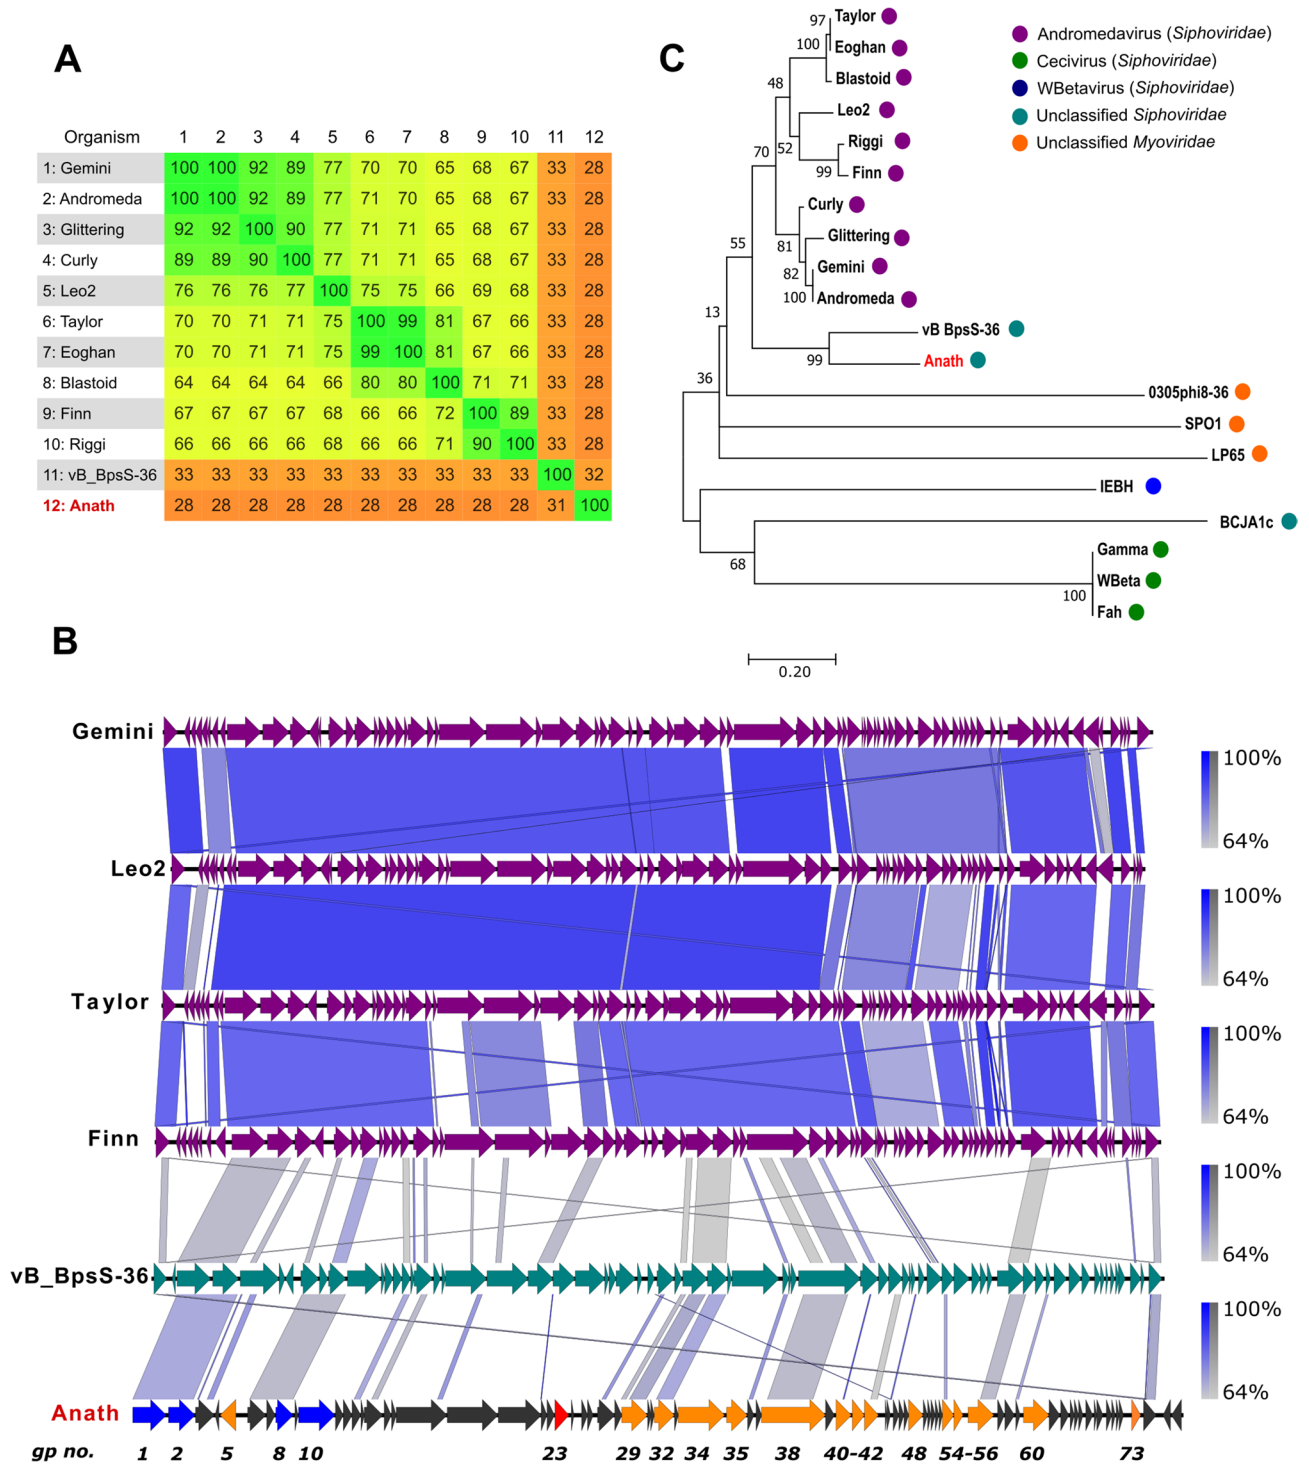 A
Organism 1 2 3 4 5 6 7 8 9 10 11 12
1: Gemini 100 100 92 89 77 70 70 65 68 67 33 28
2: Andromeda 100 100 92 89 77 71 70 65 68 67 33 28
3: Glittering 92 92 100 90 77 71 71 65 68 67 33 28
4: Curly 89 89 90 100 77 71 71 65 68 67 33 28
5: Leo2 76 76 76 77 100 75 75 66 69 68 33 28
6: Taylor 70 70 71 71 75 100 99 81 67 66 33 28
7: Eoghan 70 70 71 71 75 99 100 81 67 66 33 28
8: Blastoid 64 64 64 64 66 80 80 100 71 71 33 28
9: Finn 67 67 67 67 68 66 66 72 100 89 33 28
10: Riggi 66 66 66 66 68 66 66 71 90 100 33 28
11: vB_BpsS-36 33 33 33 33 33 33 33 33 33 33 100 32
12: Anath 28 28 28 28 28 28 28 28 28 28 31 100
C
97 Taylor
100 Eoghan
Blastoid
48
Leo2
52
70
Riggi
99 Finn
Curly
81
Glittering
82
Gemini
100 Andromeda
55
vB BpsS-36
99 Anath
13
0305phi8-36
36
SPO1
LP65
IEBH
BCJA1c
68
Gamma
WBeta
100
Fah
0.20
Andromedavirus (Siphoviridae)
Cecivirus (Siphoviridae)
WBetavirus (Siphoviridae)
Unclassified Siphoviridae
Unclassified Myoviridae
B
Gemini
100%
64%
Leo2
100%
64%
Taylor
100%
64%
Finn
100%
64%
vB_BpsS-36
100%
64%
Anath
gp no. 1 2 5 8 10 23 29 32 34 35 38 40-42 48 54-56 60 73